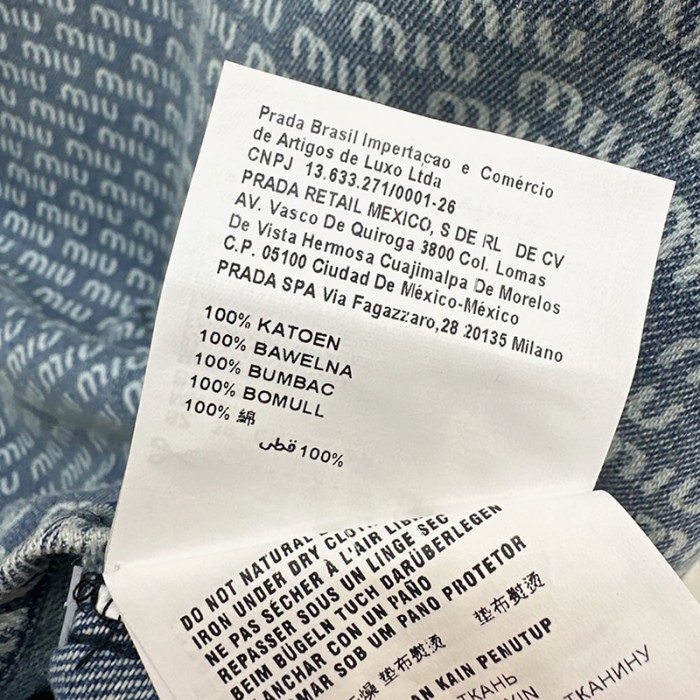 Prada Brasil Impertaçao e Comércio
de Artigos de Luxo Ltda
CNPJ 13.633.271/0001-26
PRADA RETAIL MEXICO, S DE RL DE CV
AV. Vasco De Quiroga 3800 Col. Lomas
De Vista Hermosa Cuajimalpa De Morelos
C.P. 05100 Ciudad De México-México
PRADA SPA Via Fagazzaro,28 20135 Milano
100% KATOEN
100% BAWELNA
100% BUMBAC
100% BOMULL
100% 綿
100% قطن
DO NOT NATURAL
IRON UNDER DRY
NE PAS SÉCHER À L'AIR
REPASSER SOUS UN LINGE SEC
BEIM BÜGELN TUCH DARÜBERLEGEN
PLANCHAR CON UN PAÑO
SOB UM PANO PROTETOR
垫布熨烫 垫布熨烫
KAIN PENUTUP
ТКАНЬ
ТКАНИНУ
miu miu